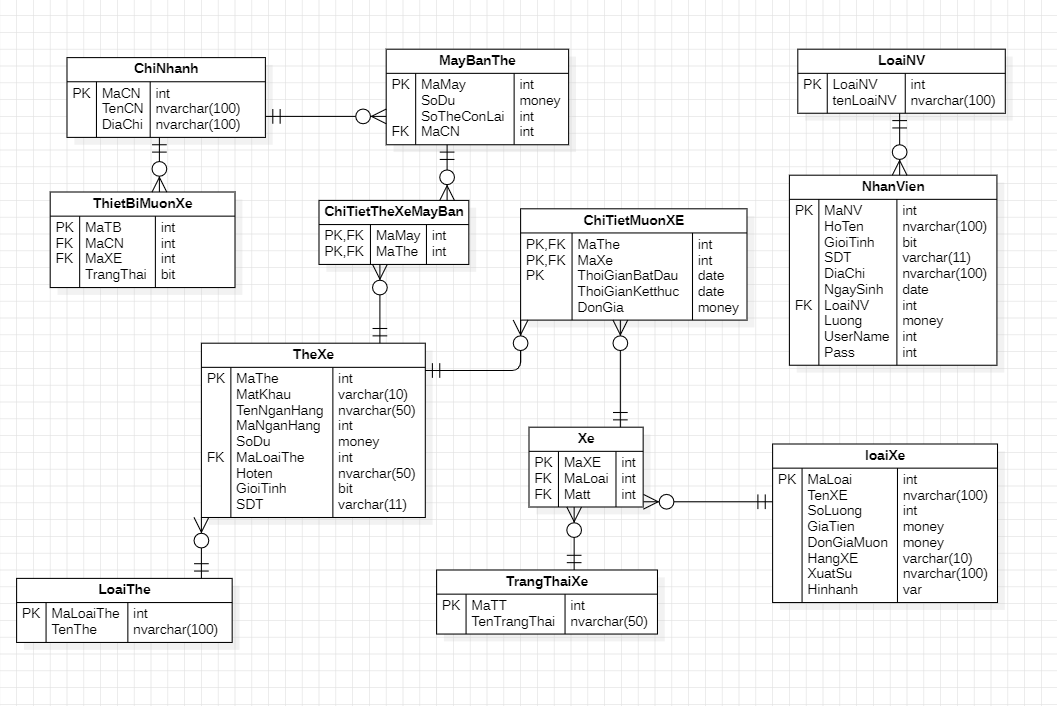 ChiNhanh
PK MaCN int
TenCN nvarchar(100)
DiaChi nvarchar(100)
MayBanThe
PK MaMay int
SoDu money
SoTheConLai int
FK MaCN int
LoaiNV
PK LoaiNV int
tenLoaiNV nvarchar(100)
ThietBiMuonXe
PK MaTB int
FK MaCN int
FK MaXE int
TrangThai bit
ChiTietTheXeMayBan
PK,FK MaMay int
PK,FK MaThe int
ChiTietMuonXE
PK,FK MaThe int
PK,FK MaXe int
PK ThoiGianBatDau date
ThoiGianKetthuc date
DonGia money
NhanVien
PK MaNV int
HoTen nvarchar(100)
GioiTinh bit
SDT varchar(11)
DiaChi nvarchar(100)
NgaySinh date
FK LoaiNV int
Luong money
UserName int
Pass int
TheXe
PK MaThe int
MatKhau varchar(10)
TenNganHang nvarchar(50)
MaNganHang int
SoDu money
FK MaLoaiThe int
Hoten nvarchar(50)
GioiTinh bit
SDT varchar(11)
Xe
PK MaXE int
FK MaLoai int
FK Matt int
loaiXe
PK MaLoai int
TenXE nvarchar(100)
SoLuong int
GiaTien money
DonGiaMuon money
HangXE varchar(10)
XuatSu nvarchar(100)
Hinhanh var
LoaiThe
PK MaLoaiThe int
TenThe nvarchar(100)
TrangThaiXe
PK MaTT int
TenTrangThai nvarchar(50)